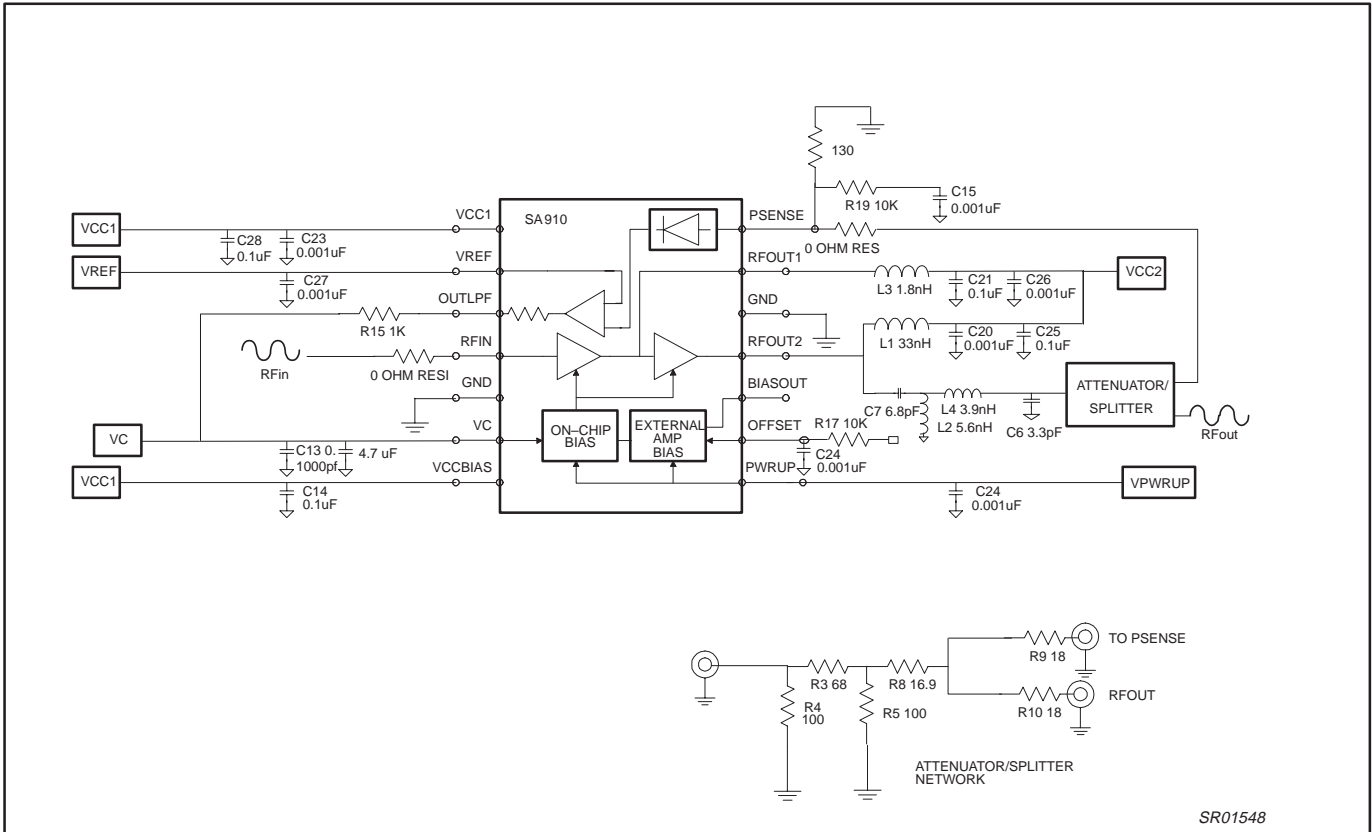 130
R19 10K
C15
0.001uF
VCC1
C28
0.1uF
C23
0.001uF
VCC1
SA910
PSENSE
0 OHM RES
VREF
C27
0.001uF
VREF
RFOUT1
L3 1.8nH
C21
0.1uF
C26
0.001uF
VCC2
R15 1K
OUTLPF
GND
RFin
0 OHM RESI
RFIN
RFOUT2
L1 33nH
C20
0.001uF
C25
0.1uF
GND
BIASOUT
C7 6.8pF
L4 3.9nH
L2 5.6nH
C6 3.3pF
ATTENUATOR/
SPLITTER
RFout
VC
C13 0.
1000pf
4.7 uF
VC
ON–CHIP
BIAS
EXTERNAL
AMP
BIAS
OFFSET
R17 10K
C24
0.001uF
VCC1
C14
0.1uF
VCCBIAS
PWRUP
C24
0.001uF
VPWRUP
R9 18
TO PSENSE
R3 68
R8 16.9
R4
100
R5 100
R10 18
RFOUT
ATTENUATOR/SPLITTER
NETWORK
SR01548